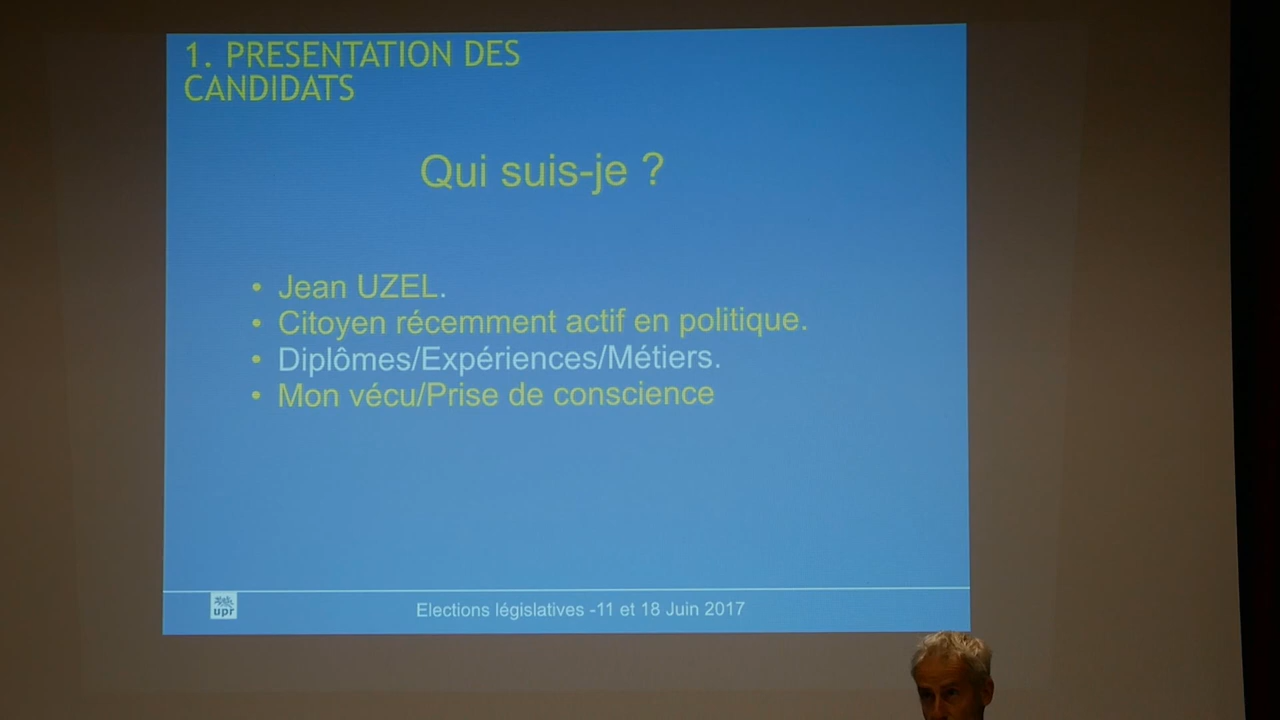 1. PRESENTATION DES
CANDIDATS
Qui suis-je ?
• Jean UZEL.
• Citoyen récemment actif en politique.
• Diplômes/Expériences/Métiers.
• Mon vécu/Prise de conscience
upr
Elections législatives -11 et 18 Juin 2017